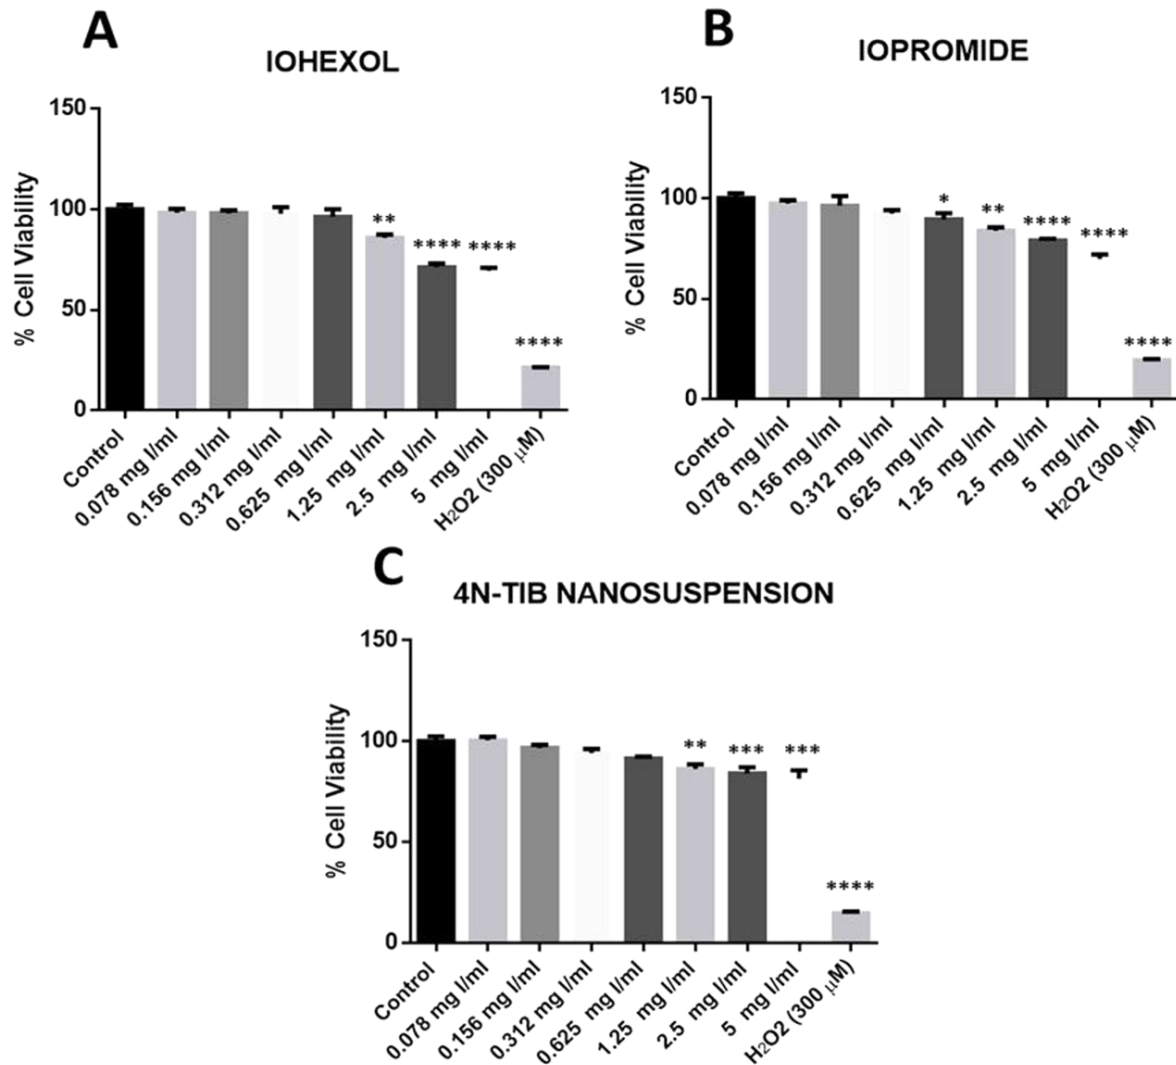 A
IOHEXOL
% Cell Viability
150
100
50
0
**
****
****
****
Control
0.078 mg I/ml
0.156 mg I/ml
0.312 mg I/ml
0.625 mg I/ml
1.25 mg I/ml
2.5 mg I/ml
5 mg I/ml
H₂O2 (300 µM)
B
IOPROMIDE
% Cell Viability
150
100
50
0
*
**
****
****
****
Control
0.078 mg I/ml
0.156 mg I/ml
0.312 mg I/ml
0.625 mg I/ml
1.25 mg I/ml
2.5 mg I/ml
5 mg I/ml
H₂O2 (300 µM)
C
4N-TIB NANOSUSPENSION
% Cell Viability
150
100
50
0
**
***
***
****
Control
0.078 mg I/ml
0.156 mg I/ml
0.312 mg I/ml
0.625 mg I/ml
1.25 mg I/ml
2.5 mg I/ml
5 mg I/ml
H₂O2 (300 µM)